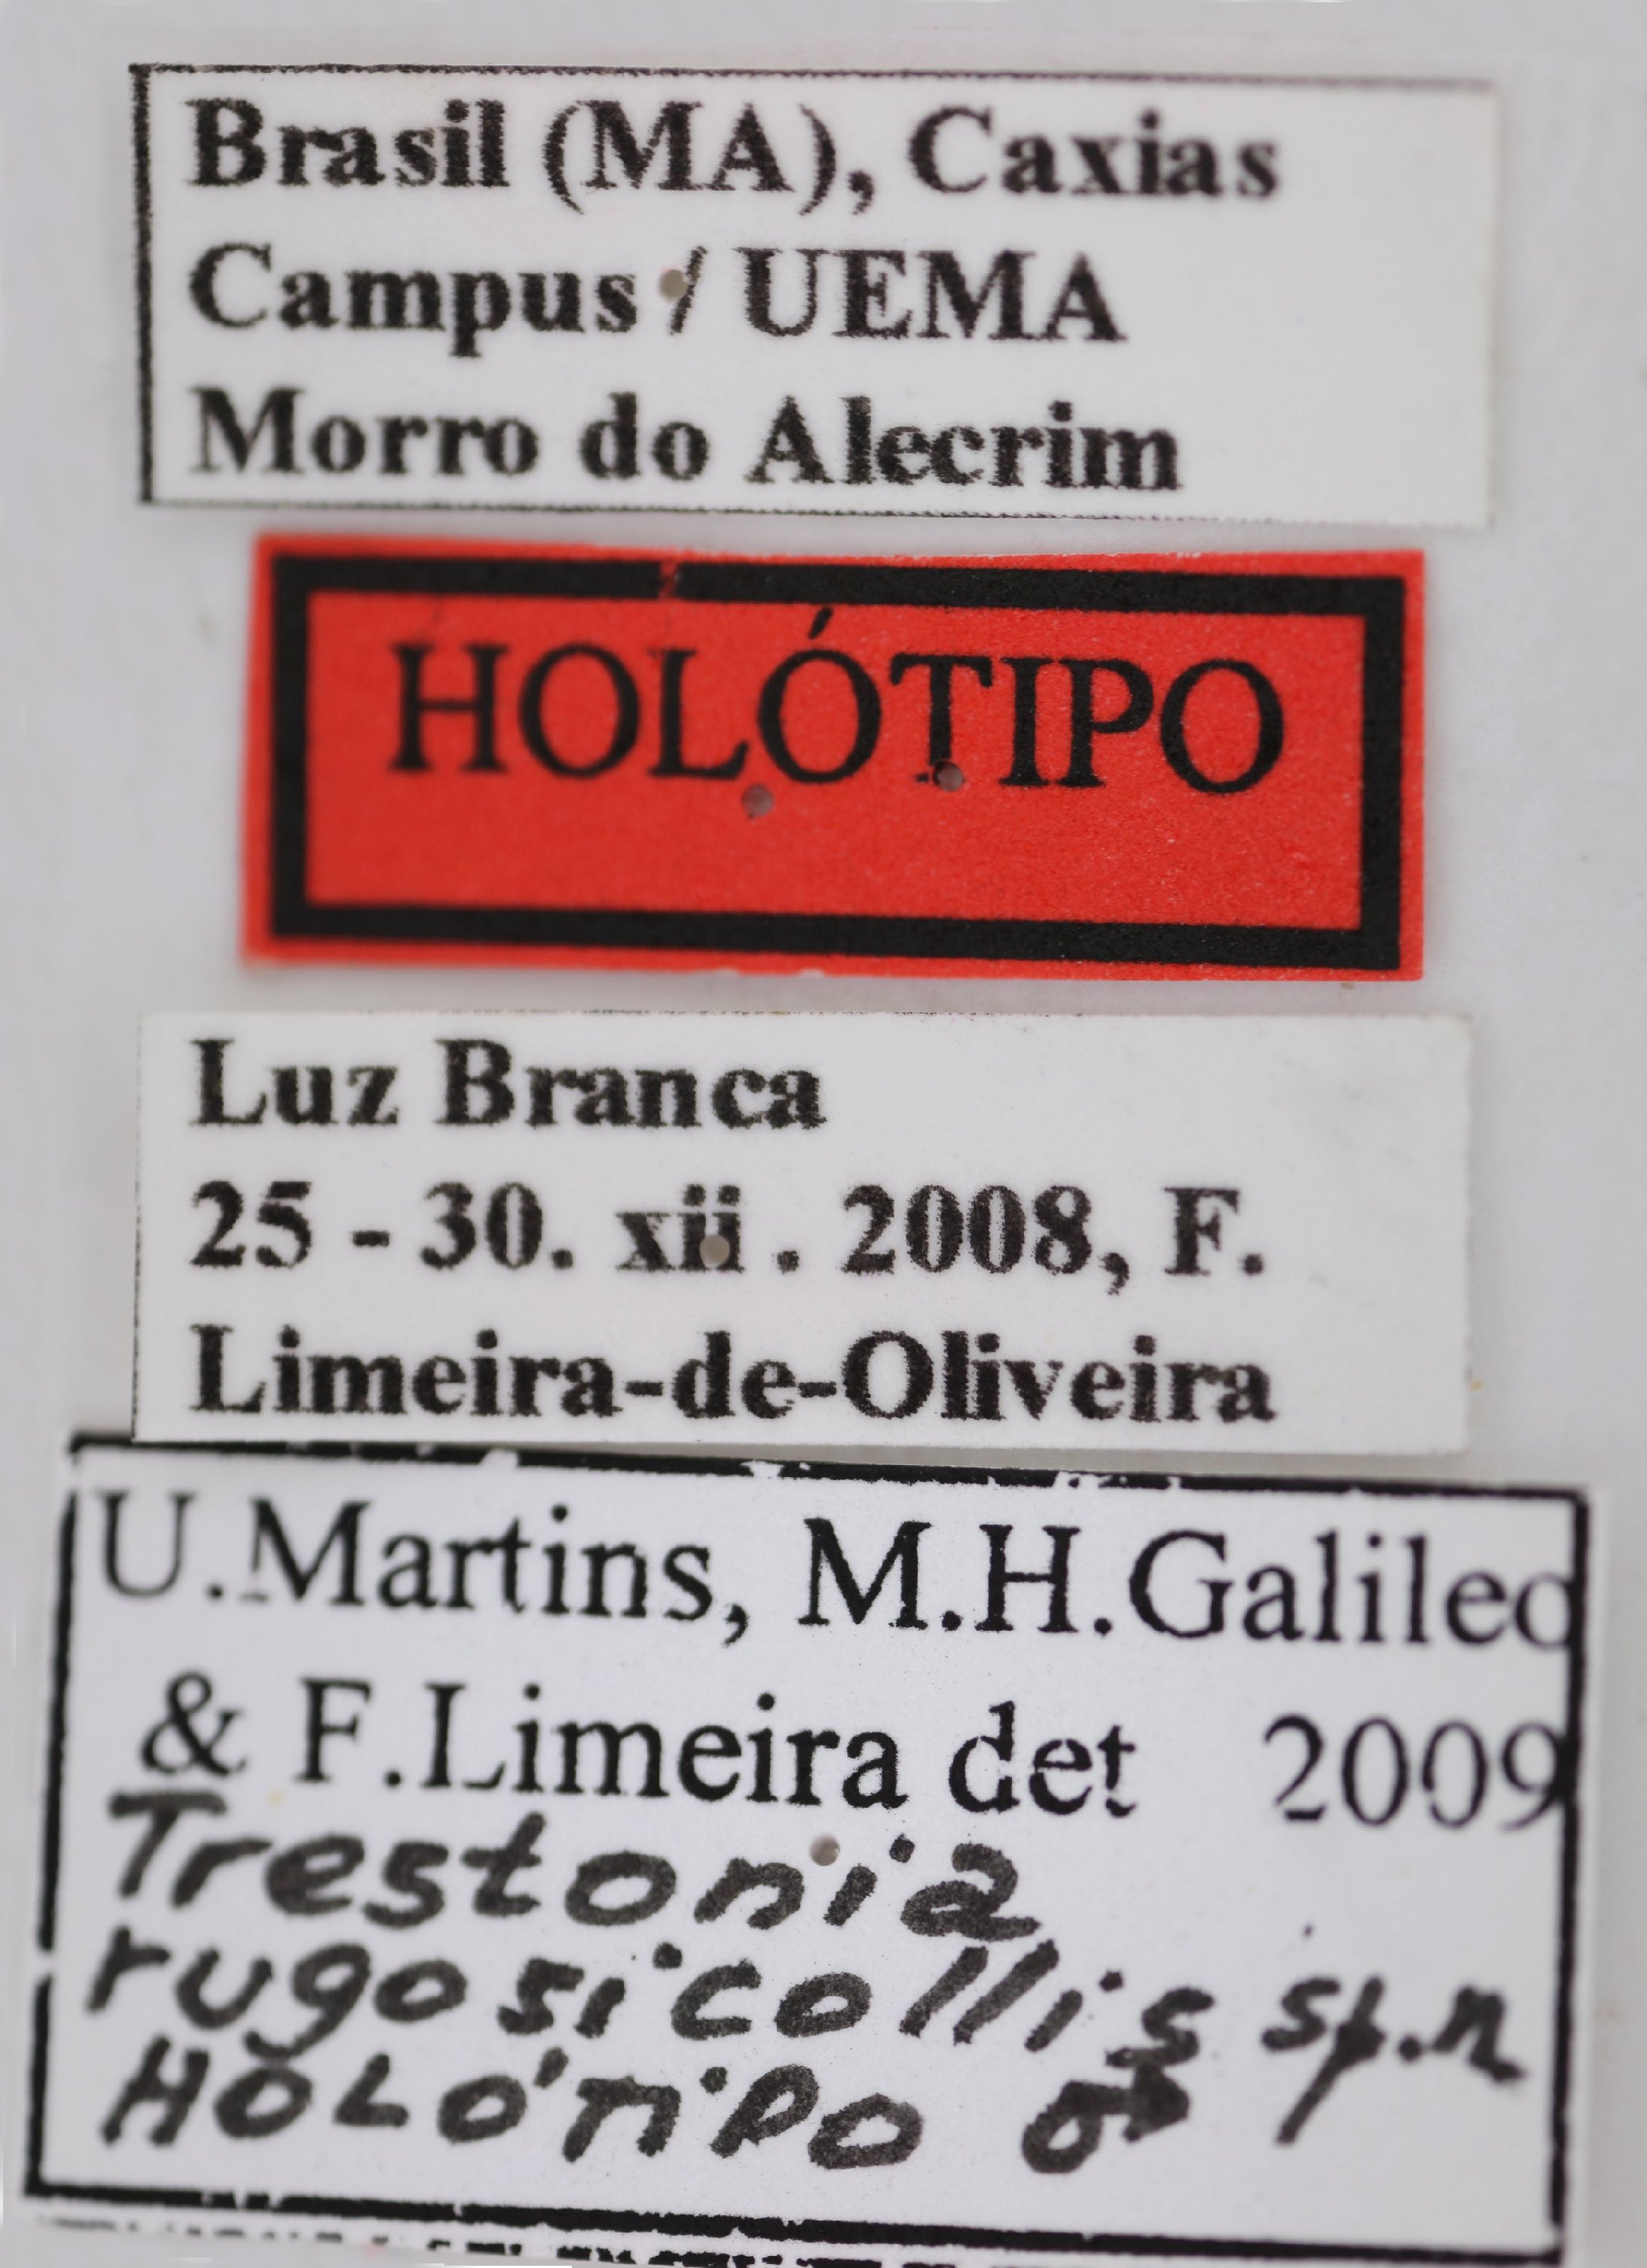 Brasil (MA), Caxias
Campus / UEMA
Morro do Alecrim
HOLÓTIPO
Luz Branca
25 - 30. xii . 2008, F.
Limeira-de-Oliveira
U.Martins, M.H.Galileo
& F.Limeira det 2009
Trestonia
rugosicollis sp.n
HOLÓTIPO ♂